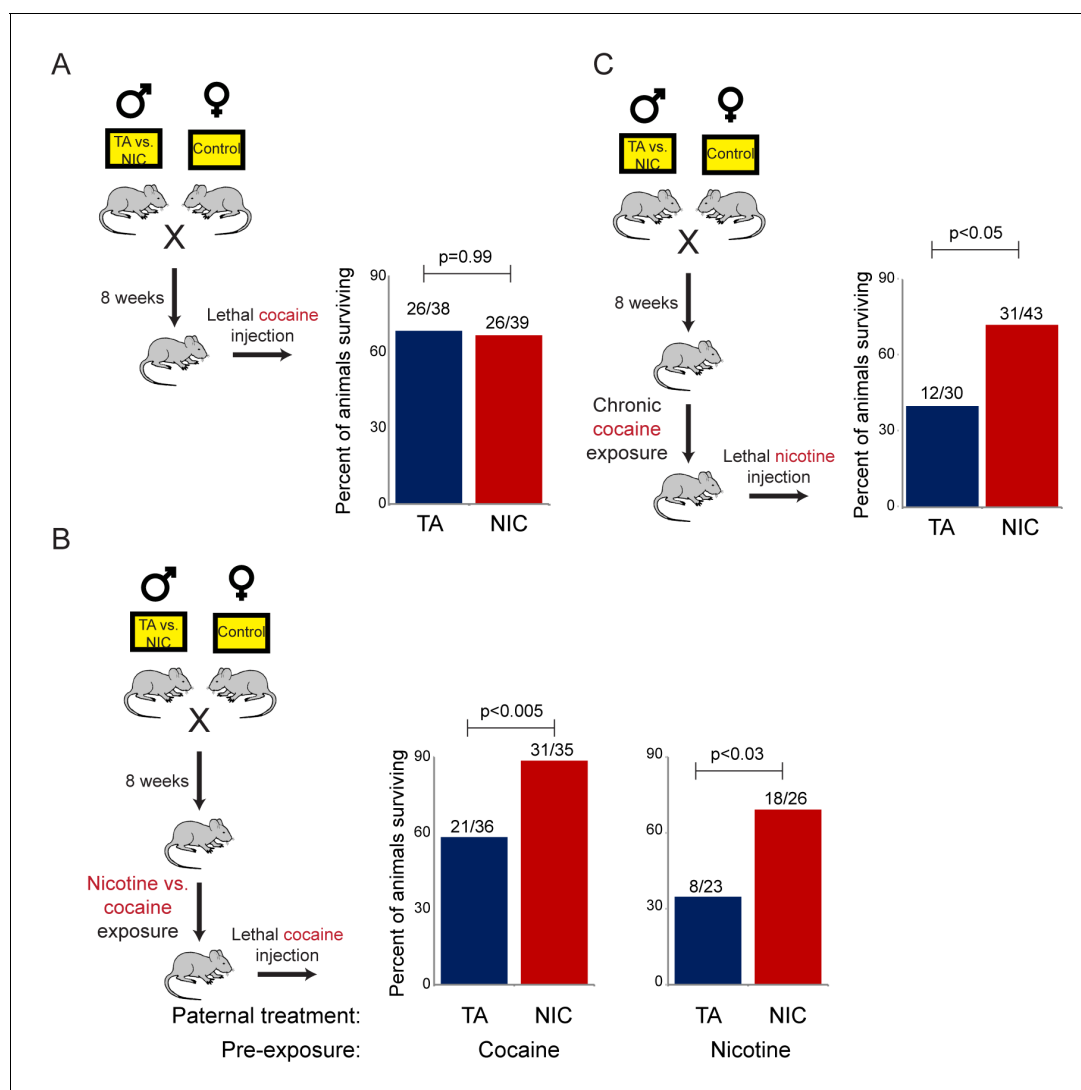 A
♂ ♀
TA vs.
NIC
Control
X
8 weeks
Lethal cocaine
injection
Percent of animals surviving
90
60
30
0
p=0.99
26/38
26/39
TA
NIC
C
♂ ♀
TA vs.
NIC
Control
X
8 weeks
Chronic
cocaine
exposure
Lethal nicotine
injection
Percent of animals surviving
90
60
30
0
p<0.05
12/30
31/43
TA
NIC
B
♂ ♀
TA vs.
NIC
Control
X
8 weeks
Nicotine vs.
cocaine
exposure
Lethal cocaine
injection
Percent of animals surviving
90
60
30
0
p<0.005
21/36
31/35
90
60
30
0
p<0.03
8/23
18/26
Paternal treatment: TA NIC TA NIC
Pre-exposure: Cocaine Nicotine